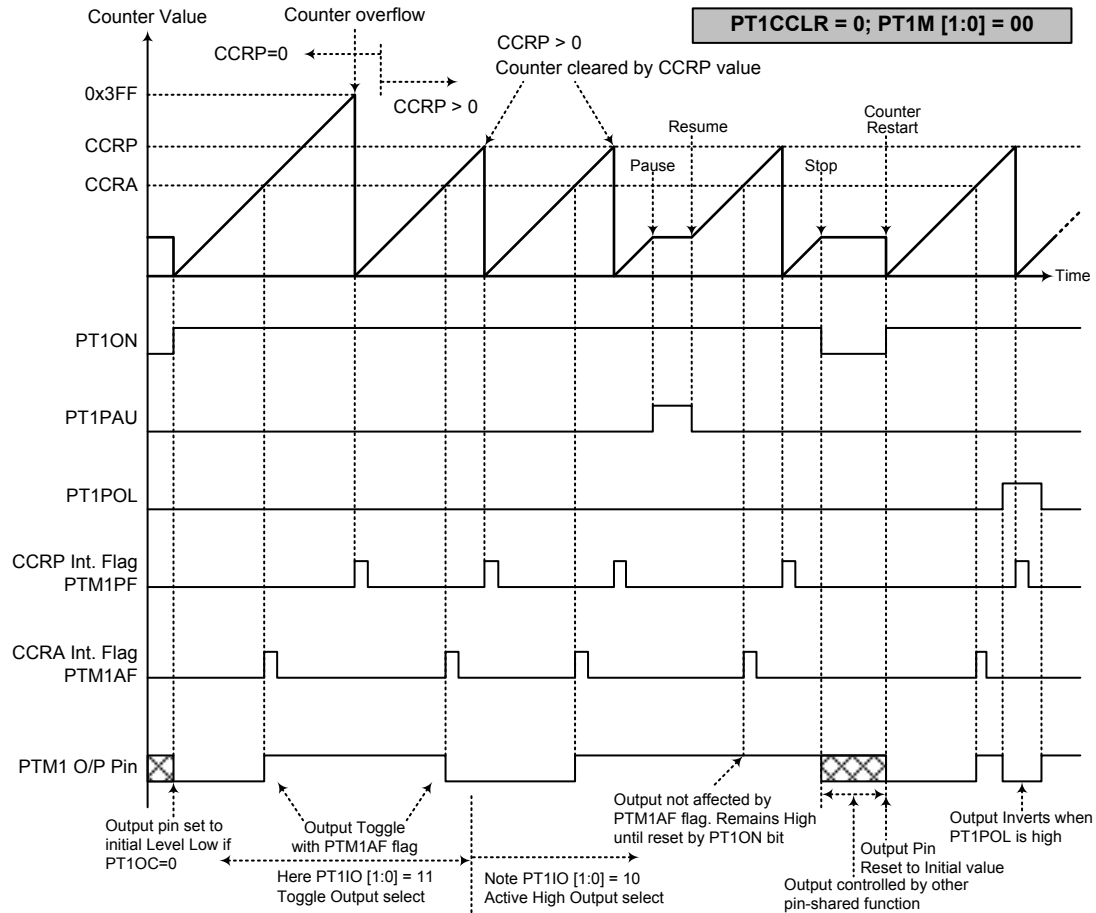 Counter Value
Counter overflow
PT1CCLR = 0; PT1M [1:0] = 00
CCRP=0
CCRP > 0
CCRP > 0
Counter cleared by CCRP value
0x3FF
CCRP
CCRA
Pause
Resume
Stop
Counter
Restart
Time
PT1ON
PT1PAU
PT1POL
CCRP Int. Flag
PTM1PF
CCRA Int. Flag
PTM1AF
PTM1 O/P Pin
Output pin set to
initial Level Low if
PT1OC=0
Output Toggle
with PTM1AF flag
Here PT1IO [1:0] = 11
Toggle Output select
Note PT1IO [1:0] = 10
Active High Output select
Output not affected by
PTM1AF flag. Remains High
until reset by PT1ON bit
Output Pin
Reset to Initial value
Output controlled by other
pin-shared function
Output Inverts when
PT1POL is high